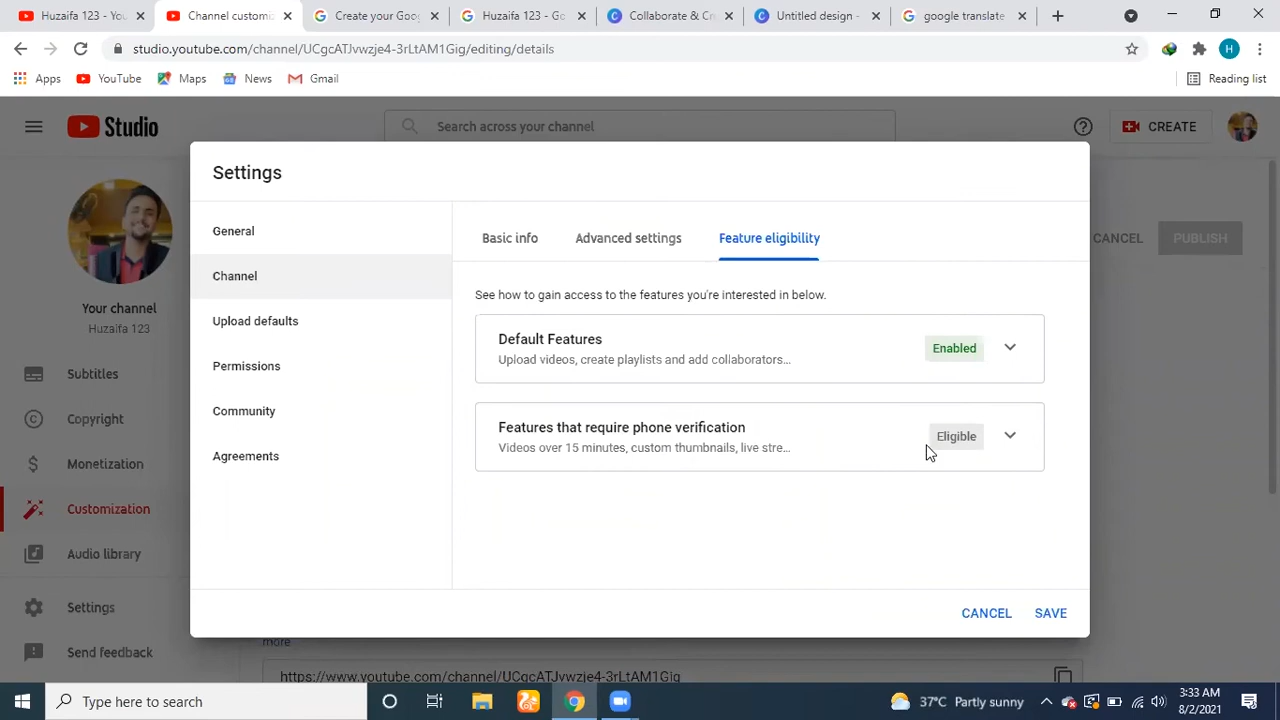 Huzaifa 123 - You
Channel customiz
Create your Goog
Huzaifa 123 - Go
Collaborate & Cr
Untitled design -
google translate
studio.youtube.com/channel/UCgcATJvwzje4-3rLtAM1Gig/editing/details
H
Apps
YouTube
Maps
News
Gmail
Reading list
Studio
Search across your channel
CREATE
Settings
General
Channel
Upload defaults
Permissions
Community
Agreements
Basic info
Advanced settings
Feature eligibility
See how to gain access to the features you're interested in below.
Default Features
Upload videos, create playlists and add collaborators...
Enabled
Features that require phone verification
Videos over 15 minutes, custom thumbnails, live stre...
Eligible
CANCEL
SAVE
CANCEL
PUBLISH
Your channel
Huzaifa 123
Subtitles
Copyright
Monetization
Customization
Audio library
Settings
Send feedback
more
https://www.youtube.com/channel/UCgcATJvwzje4-3rLtAM1Gig
Type here to search
37°C Partly sunny
3:33 AM
8/2/2021